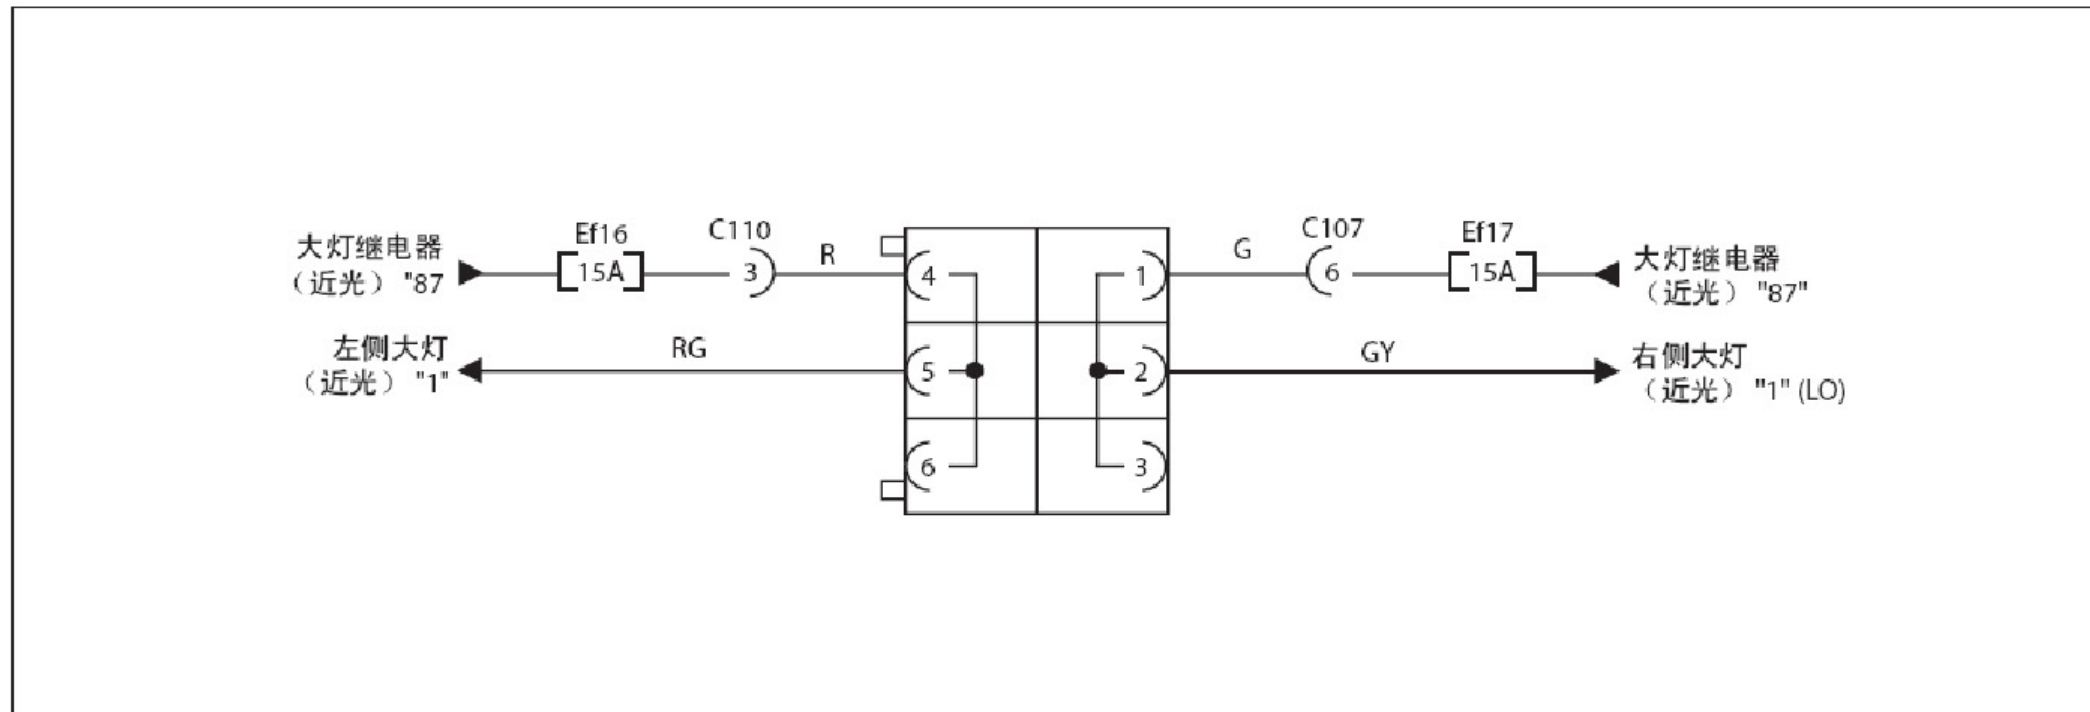 大灯继电器
（近光） "87
Ef16
15A
C110
3
R
4
1
G
C107
6
Ef17
15A
大灯继电器
（近光） "87"
左侧大灯
（近光） "1"
RG
5
2
GY
右侧大灯
（近光） "1" (LO)
6
3